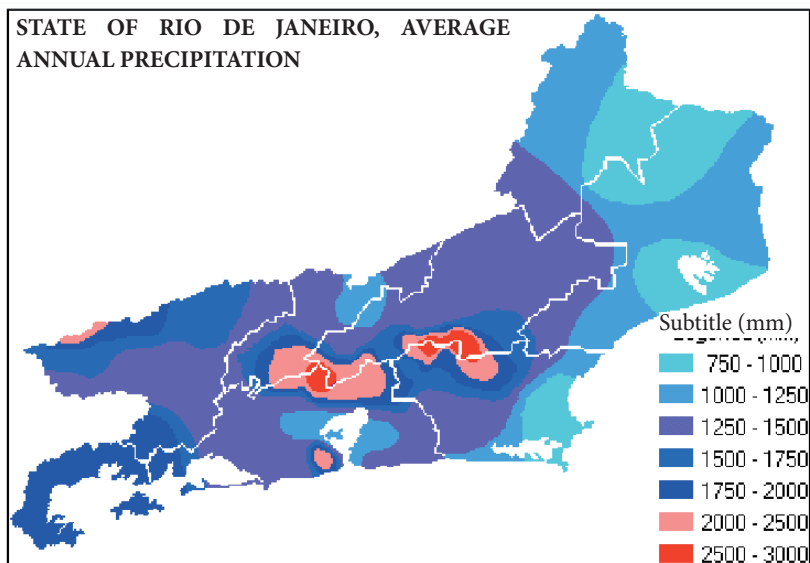 STATE OF RIO DE JANEIRO, AVERAGE
ANNUAL PRECIPITATION
Subtitle (mm)
750 - 1000
1000 - 1250
1250 - 1500
1500 - 1750
1750 - 2000
2000 - 2500
2500 - 3000